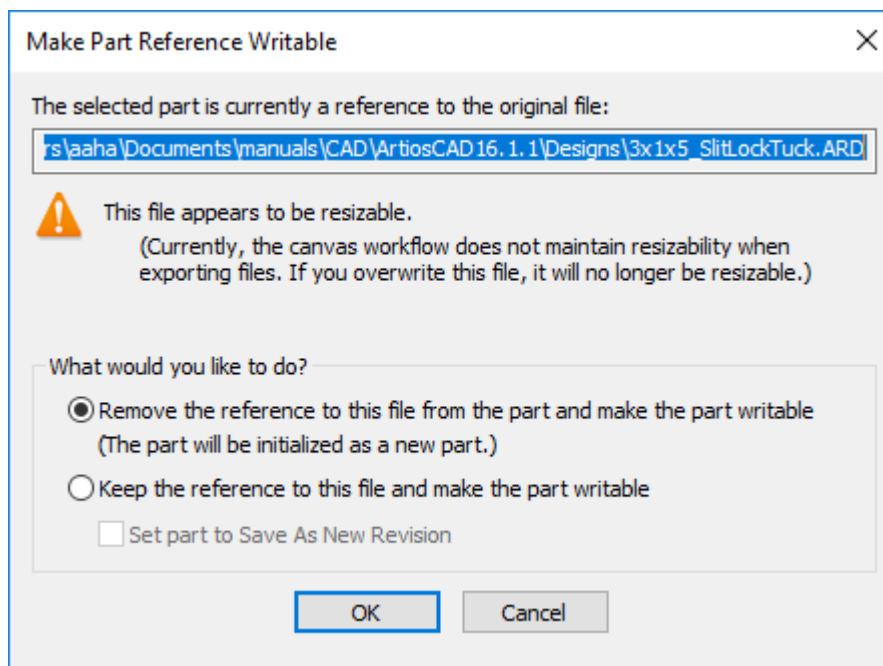 Make Part Reference Writable
The selected part is currently a reference to the original file:
rs\aaha\Documents\manuals\CAD\ArtiosCAD16.1.1\Designs\3x1x5_SlitLockTuck.ARD
This file appears to be resizable.
(Currently, the canvas workflow does not maintain resizability when
exporting files. If you overwrite this file, it will no longer be resizable.)
What would you like to do?
Remove the reference to this file from the part and make the part writable
(The part will be initialized as a new part.)
Keep the reference to this file and make the part writable
Set part to Save As New Revision
OK
Cancel